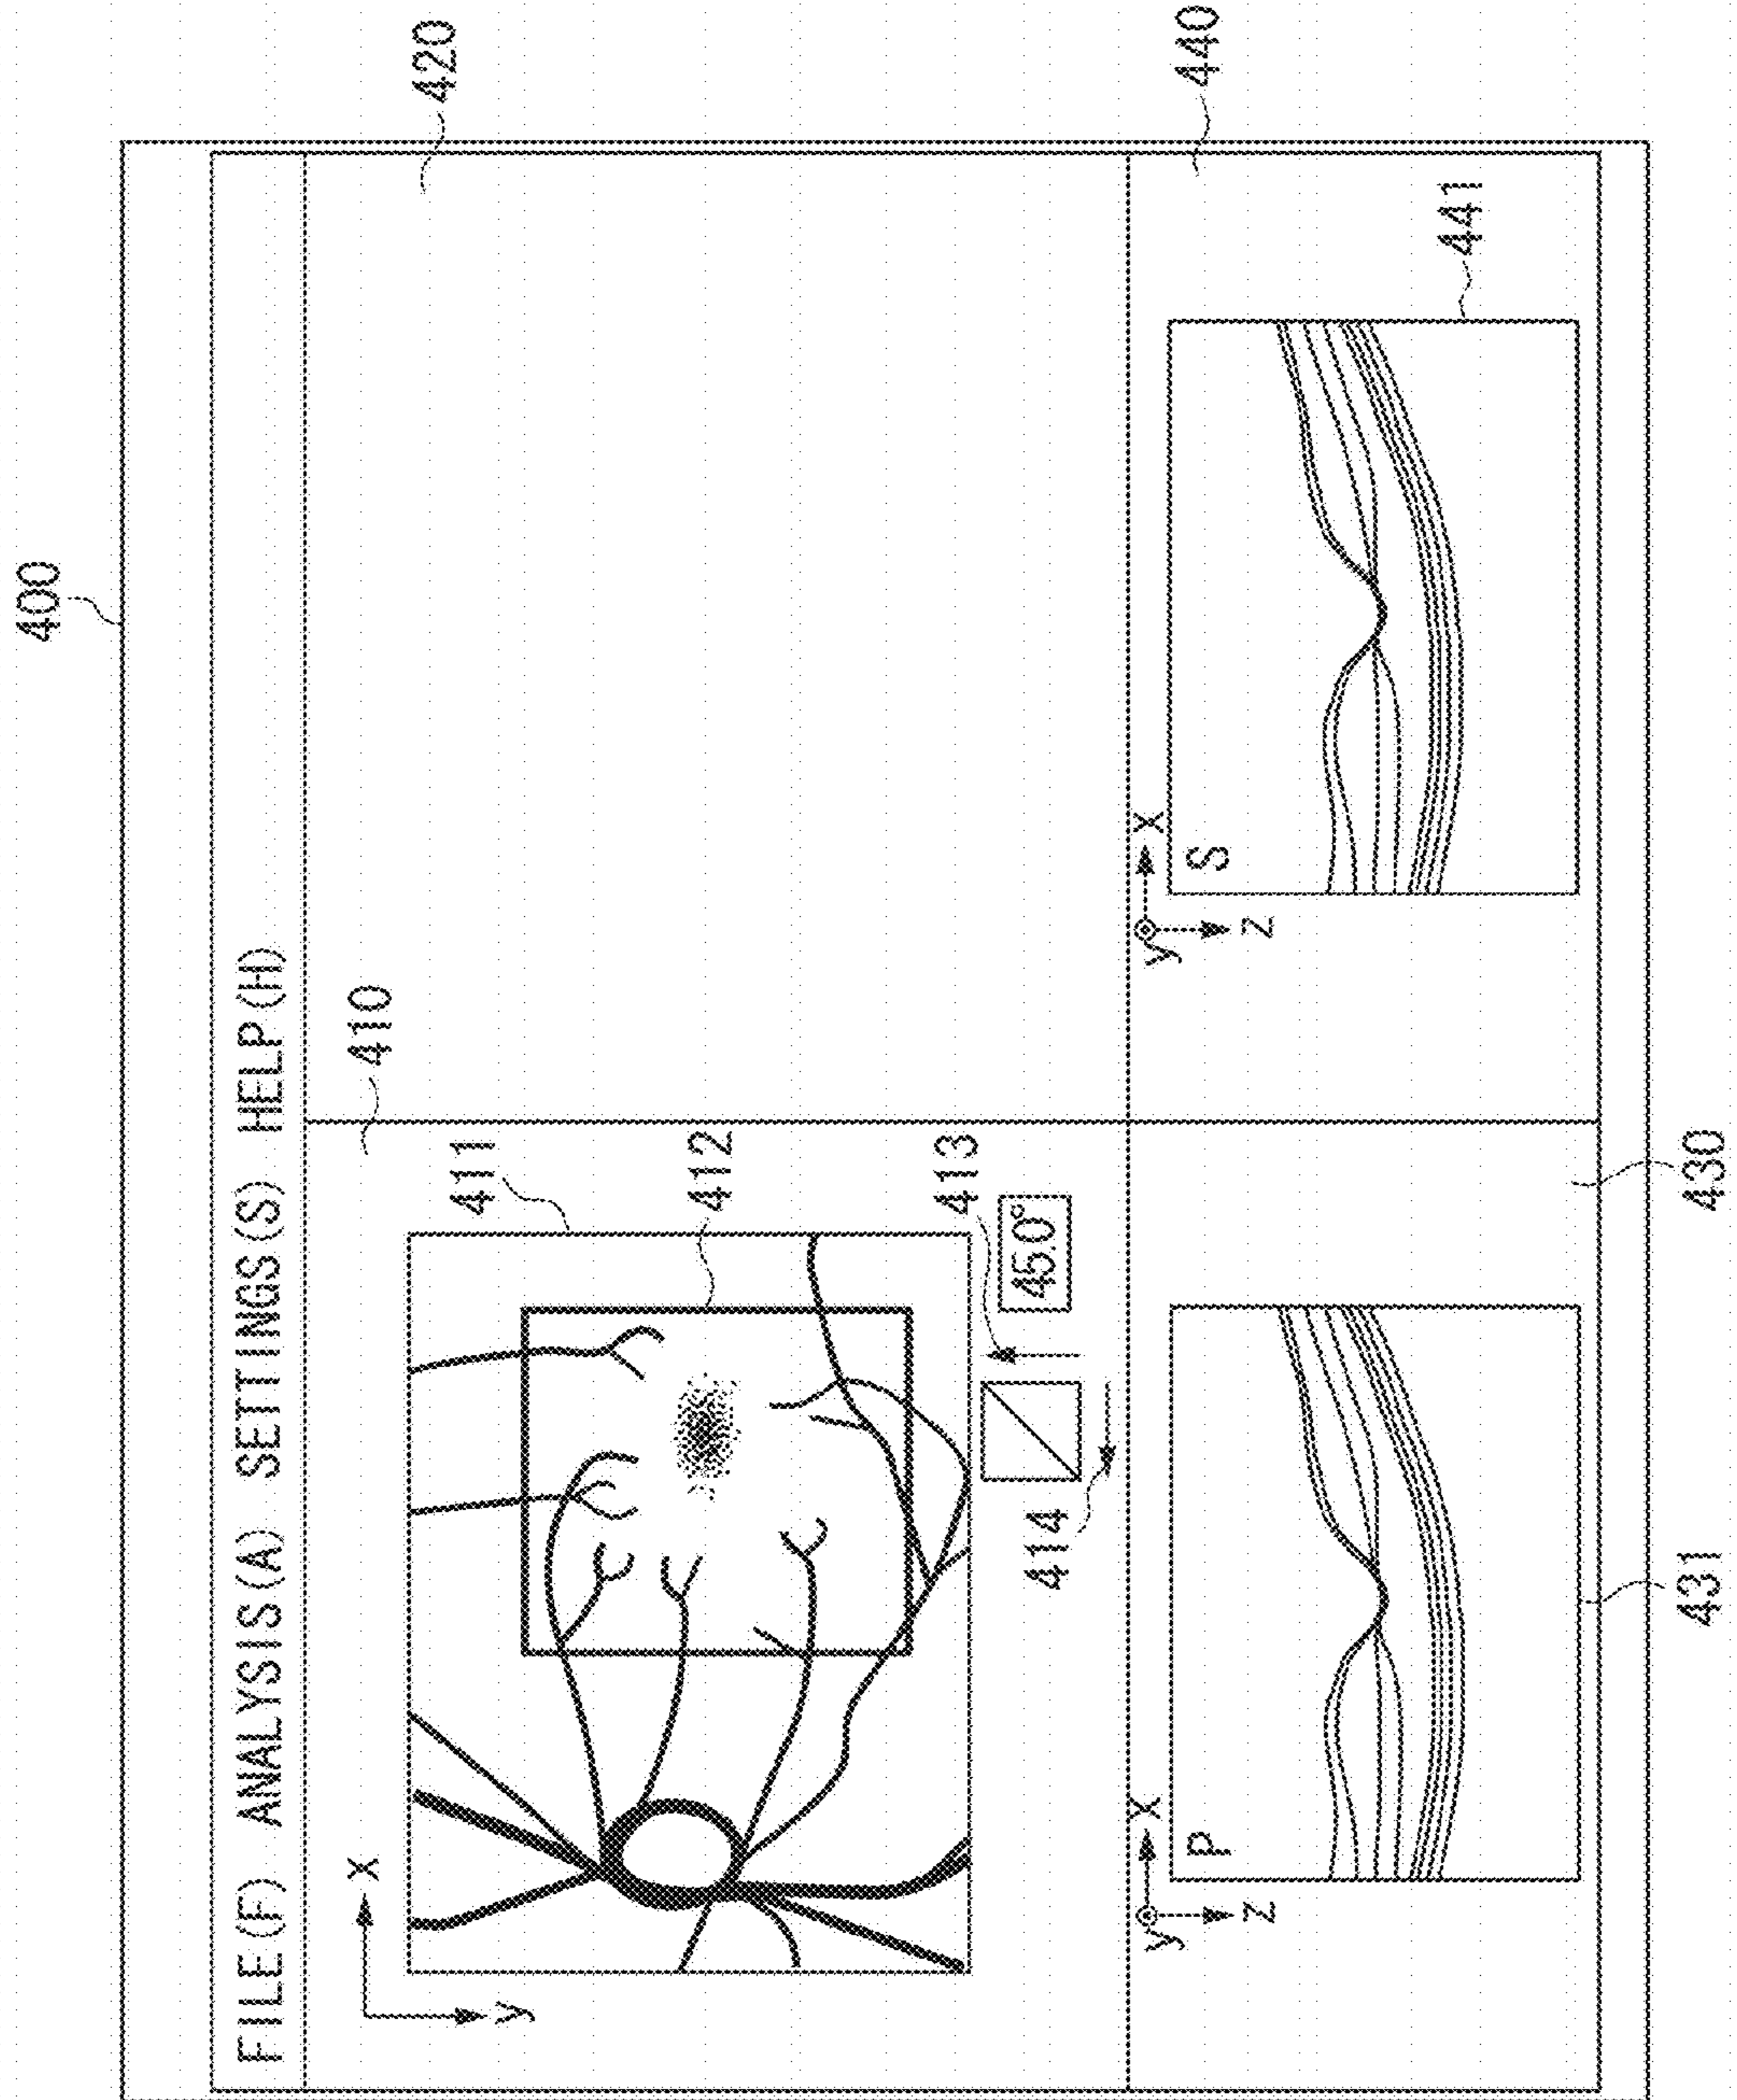 400
FILE(F) ANALYSIS(A) SETTINGS(S) HELP(H)
410
420
X
y
411
412
413
45.0°
414
y
X
Z
P
y
X
Z
S
440
441
431
430